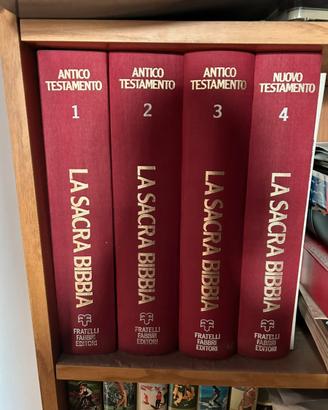 ANTICO
TESTAMENTO
1
LA SACRA BIBBIA
FRATELLI
FABBRI
EDITORI
ANTICO
TESTAMENTO
2
LA SACRA BIBBIA
FRATELLI
FABBRI
EDITORI
ANTICO
TESTAMENTO
3
LA SACRA BIBBIA
FRATELLI
FABBRI
EDITORI
NUOVO
TESTAMENTO
4
LA SACRA BIBBIA
FRATELLI
FABBRI
EDITORI